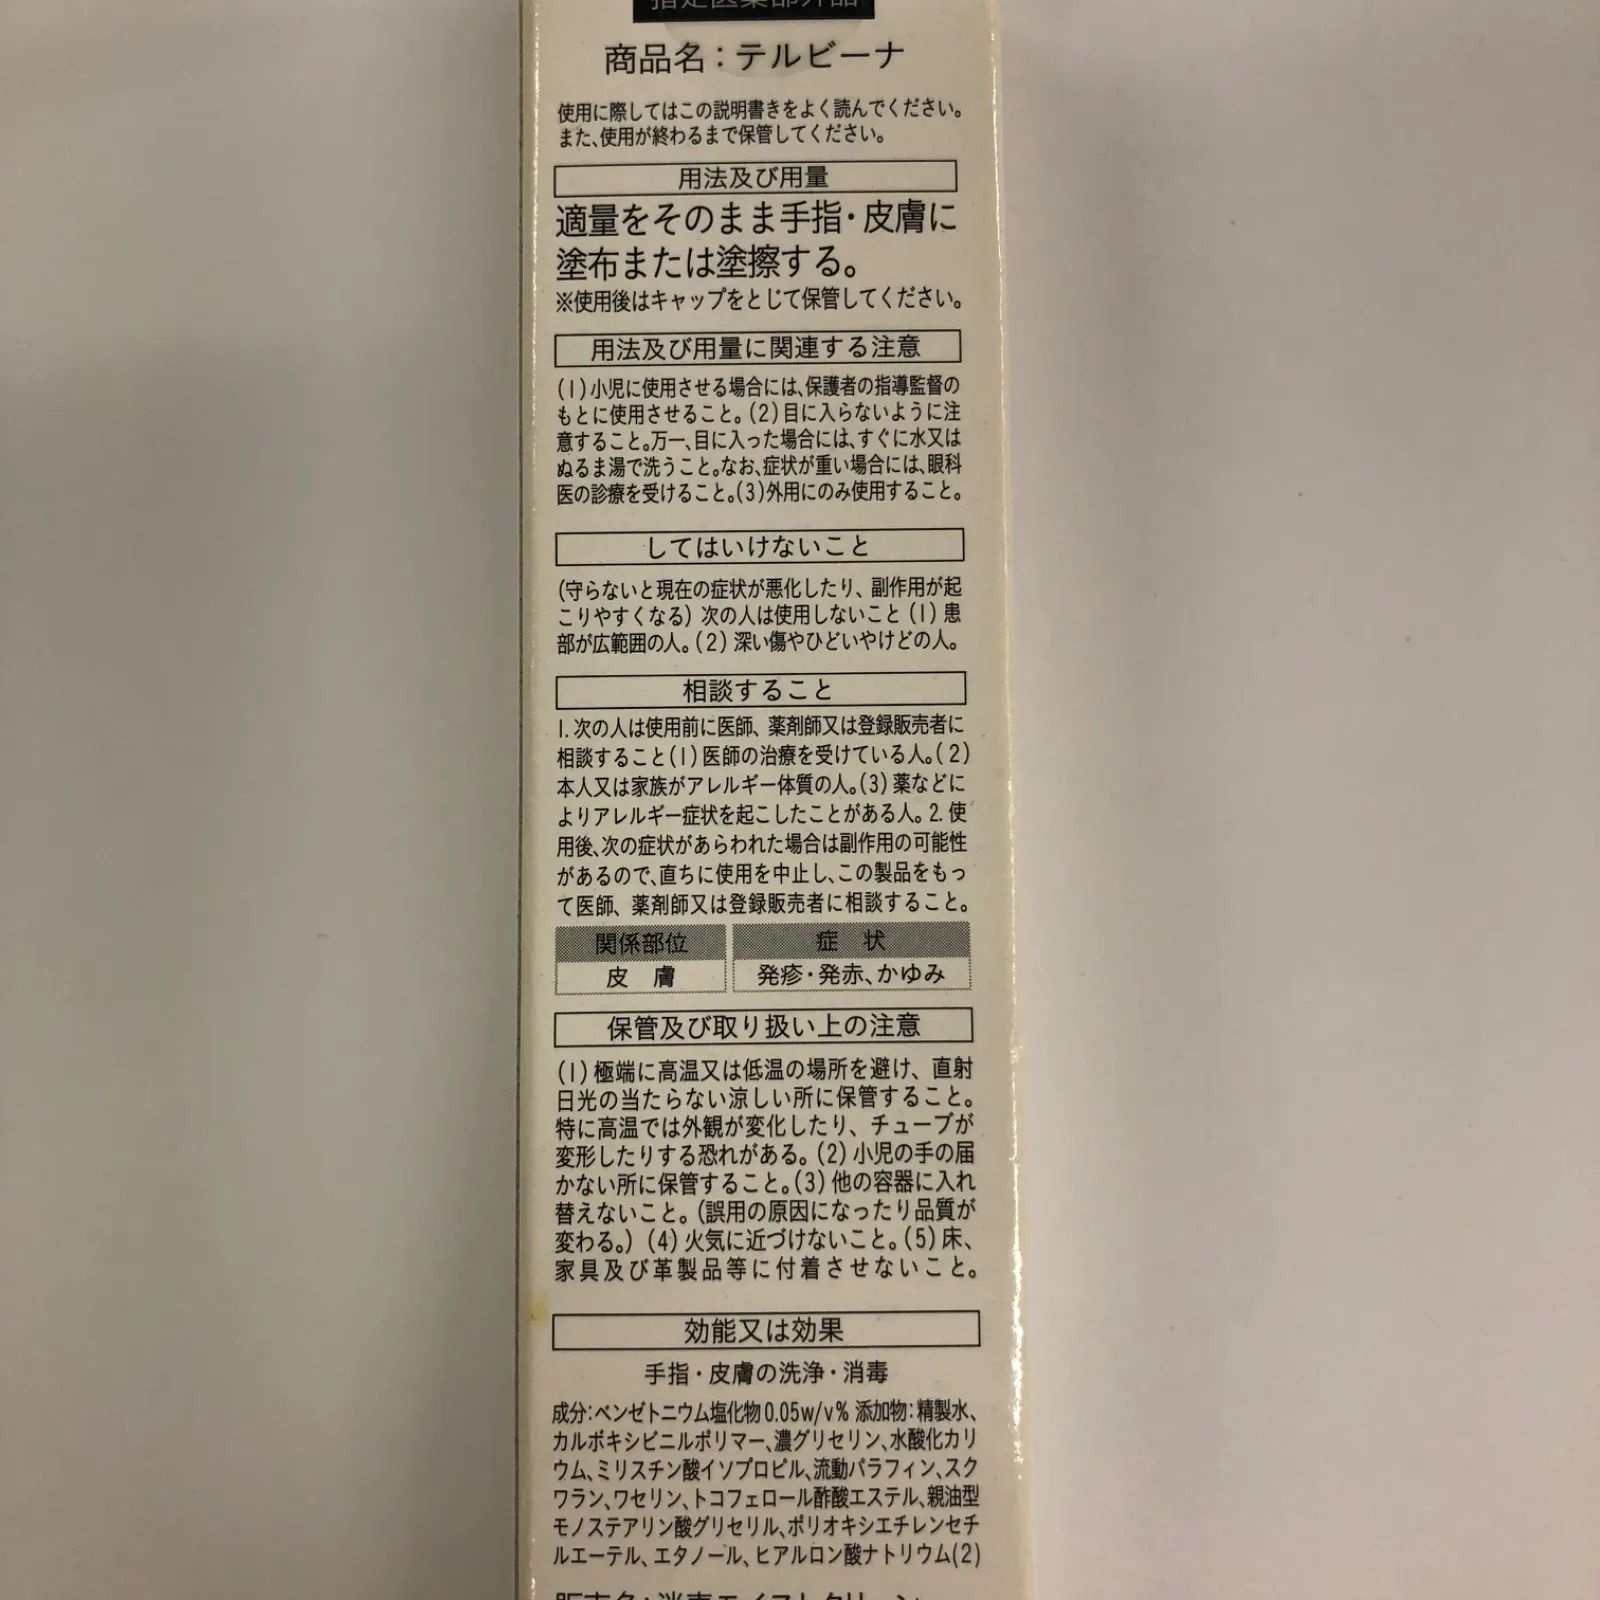 指定医薬部外品
商品名：テルビーナ
使用に際してはこの説明書きをよく読んでください。
また、使用が終わるまで保管してください。
用法及び用量
適量をそのまま手指・皮膚に
塗布または塗擦する。
※使用後はキャップをとじて保管してください。
用法及び用量に関連する注意
(1)小児に使用させる場合には、保護者の指導監督の
もとに使用させること。(2)目に入らないように注
意すること。万一、目に入った場合には、すぐに水又は
ぬるま湯で洗うこと。なお、症状が重い場合には、眼科
医の診療を受けること。(3)外用にのみ使用すること。
してはいけないこと
(守らないと現在の症状が悪化したり、副作用が起
こりやすくなる) 次の人は使用しないこと (1) 患
部が広範囲の人。(2) 深い傷やひどいやけどの人。
相談すること
1. 次の人は使用前に医師、薬剤師又は登録販売者に
相談すること(1) 医師の治療を受けている人。(2)
本人又は家族がアレルギー体質の人。(3) 薬などに
よりアレルギー症状を起こしたことがある人。2. 使
用後、次の症状があらわれた場合は副作用の可能性
があるので、直ちに使用を中止し、この製品をもっ
て医師、薬剤師又は登録販売者に相談すること。
関係部位 症 状
皮 膚 発疹・発赤、かゆみ
保管及び取り扱い上の注意
(1) 極端に高温又は低温の場所を避け、直射
日光の当たらない涼しい所に保管すること。
特に高温では外観が変化したり、チューブが
変形したりする恐れがある。(2) 小児の手の届
かない所に保管すること。(3) 他の容器に入れ
替えないこと。(誤用の原因になったり品質が
変わる。) (4) 火気に近づけないこと。(5) 床、
家具及び革製品等に付着させないこと。
効能又は効果
手指・皮膚の洗浄・消毒
成分：ベンゼトニウム塩化物0.05w/v% 添加物：精製水、
カルボキシビニルポリマー、濃グリセリン、水酸化カリ
ウム、ミリスチン酸イソプロピル、流動パラフィン、スク
ワラン、ワセリン、トコフェロール酢酸エステル、親油型
モノステアリン酸グリセリル、ポリオキシエチレンセチ
ルエーテル、エタノール、ヒアルロン酸ナトリウム(2)